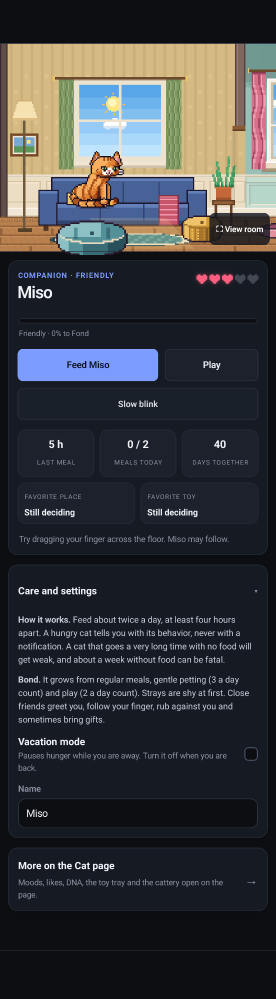 View room
COMPANION · FRIENDLY
Miso
Friendly · 0% to Fond
Feed Miso
Play
Slow blink
5 h
LAST MEAL
0 / 2
MEALS TODAY
40
DAYS TOGETHER
FAVORITE PLACE
Still deciding
FAVORITE TOY
Still deciding
Try dragging your finger across the floor. Miso may follow.
Care and settings
How it works. Feed about twice a day, at least four hours
apart. A hungry cat tells you with its behavior, never with a
notification. A cat that goes a very long time with no food will
get weak, and about a week without food can be fatal.
Bond. It grows from regular meals, gentle petting (3 a day
count) and play (2 a day count). Strays are shy at first. Close
friends greet you, follow your finger, rub against you and
sometimes bring gifts.
Vacation mode
Pauses hunger while you are away. Turn it off when you are
back.
Name
Miso
More on the Cat page
Moods, likes, DNA, the toy tray and the cattery open on the
page.
→